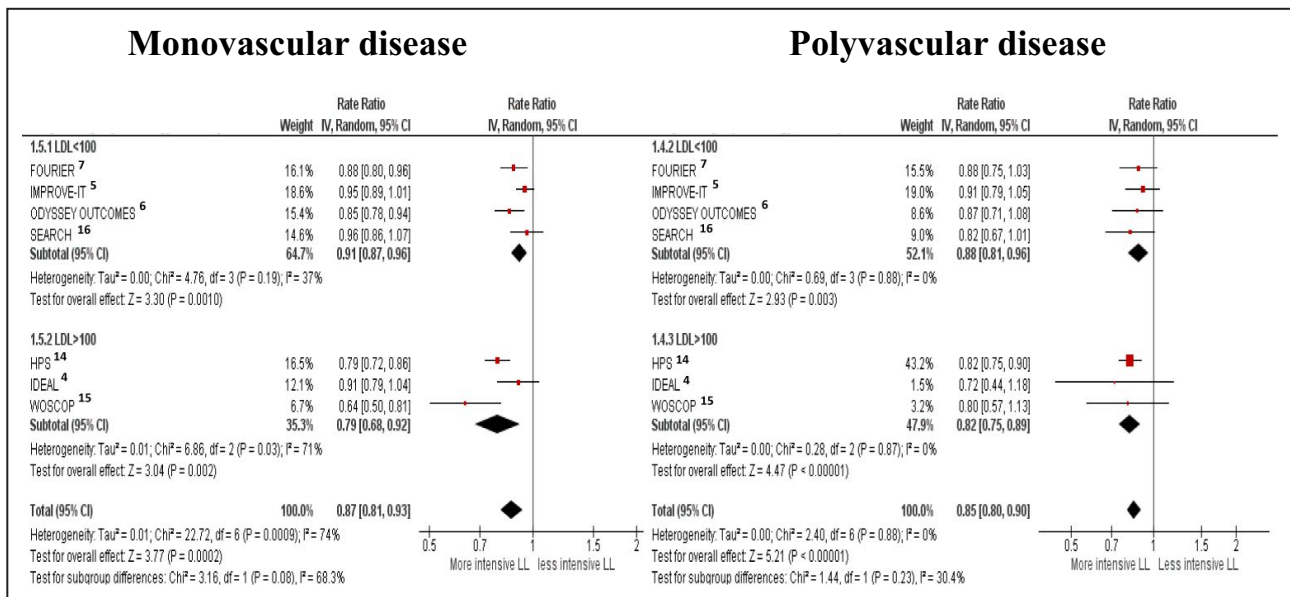 Monovascular disease
Rate Ratio Rate Ratio
Weight IV, Random, 95% CI IV, Random, 95% CI
1.5.1 LDL<100
FOURIER 7 16.1% 0.88 [0.80, 0.96]
IMPROVE-IT 5 18.6% 0.95 [0.89, 1.01]
ODYSSEY OUTCOMES 6 15.4% 0.85 [0.78, 0.94]
SEARCH 16 14.6% 0.96 [0.86, 1.07]
Subtotal (95% CI) 64.7% 0.91 [0.87, 0.96]
Heterogeneity: Tau² = 0.00; Chi² = 4.76, df = 3 (P = 0.19); I² = 37%
Test for overall effect: Z = 3.30 (P = 0.0010)
1.5.2 LDL>100
HPS 14 16.5% 0.79 [0.72, 0.86]
IDEAL 4 12.1% 0.91 [0.79, 1.04]
WOSCOP 15 6.7% 0.64 [0.50, 0.81]
Subtotal (95% CI) 35.3% 0.79 [0.68, 0.92]
Heterogeneity: Tau² = 0.01; Chi² = 6.86, df = 2 (P = 0.03); I² = 71%
Test for overall effect: Z = 3.04 (P = 0.002)
Total (95% CI) 100.0% 0.87 [0.81, 0.93]
Heterogeneity: Tau² = 0.01; Chi² = 22.72, df = 6 (P = 0.0009); I² = 74%
Test for overall effect: Z = 3.77 (P = 0.0002)
Test for subgroup differences: Chi² = 3.16, df = 1 (P = 0.08), I² = 68.3%
0.5 0.7 1 1.5 2
More intensive LL less intensive LL
Polyvascular disease
Rate Ratio Rate Ratio
Weight IV, Random, 95% CI IV, Random, 95% CI
1.4.2 LDL<100
FOURIER 7 15.5% 0.88 [0.75, 1.03]
IMPROVE-IT 5 19.0% 0.91 [0.79, 1.05]
ODYSSEY OUTCOMES 6 8.6% 0.87 [0.71, 1.08]
SEARCH 16 9.0% 0.82 [0.67, 1.01]
Subtotal (95% CI) 52.1% 0.88 [0.81, 0.96]
Heterogeneity: Tau² = 0.00; Chi² = 0.69, df = 3 (P = 0.88); I² = 0%
Test for overall effect: Z = 2.93 (P = 0.003)
1.4.3 LDL>100
HPS 14 43.2% 0.82 [0.75, 0.90]
IDEAL 4 1.5% 0.72 [0.44, 1.18]
WOSCOP 15 3.2% 0.80 [0.57, 1.13]
Subtotal (95% CI) 47.9% 0.82 [0.75, 0.89]
Heterogeneity: Tau² = 0.00; Chi² = 0.28, df = 2 (P = 0.87); I² = 0%
Test for overall effect: Z = 4.47 (P < 0.00001)
Total (95% CI) 100.0% 0.85 [0.80, 0.90]
Heterogeneity: Tau² = 0.00; Chi² = 2.40, df = 6 (P = 0.88); I² = 0%
Test for overall effect: Z = 5.21 (P < 0.00001)
Test for subgroup differences: Chi² = 1.44, df = 1 (P = 0.23), I² = 30.4%
0.5 0.7 1 1.5 2
More intensive LL less intensive LL